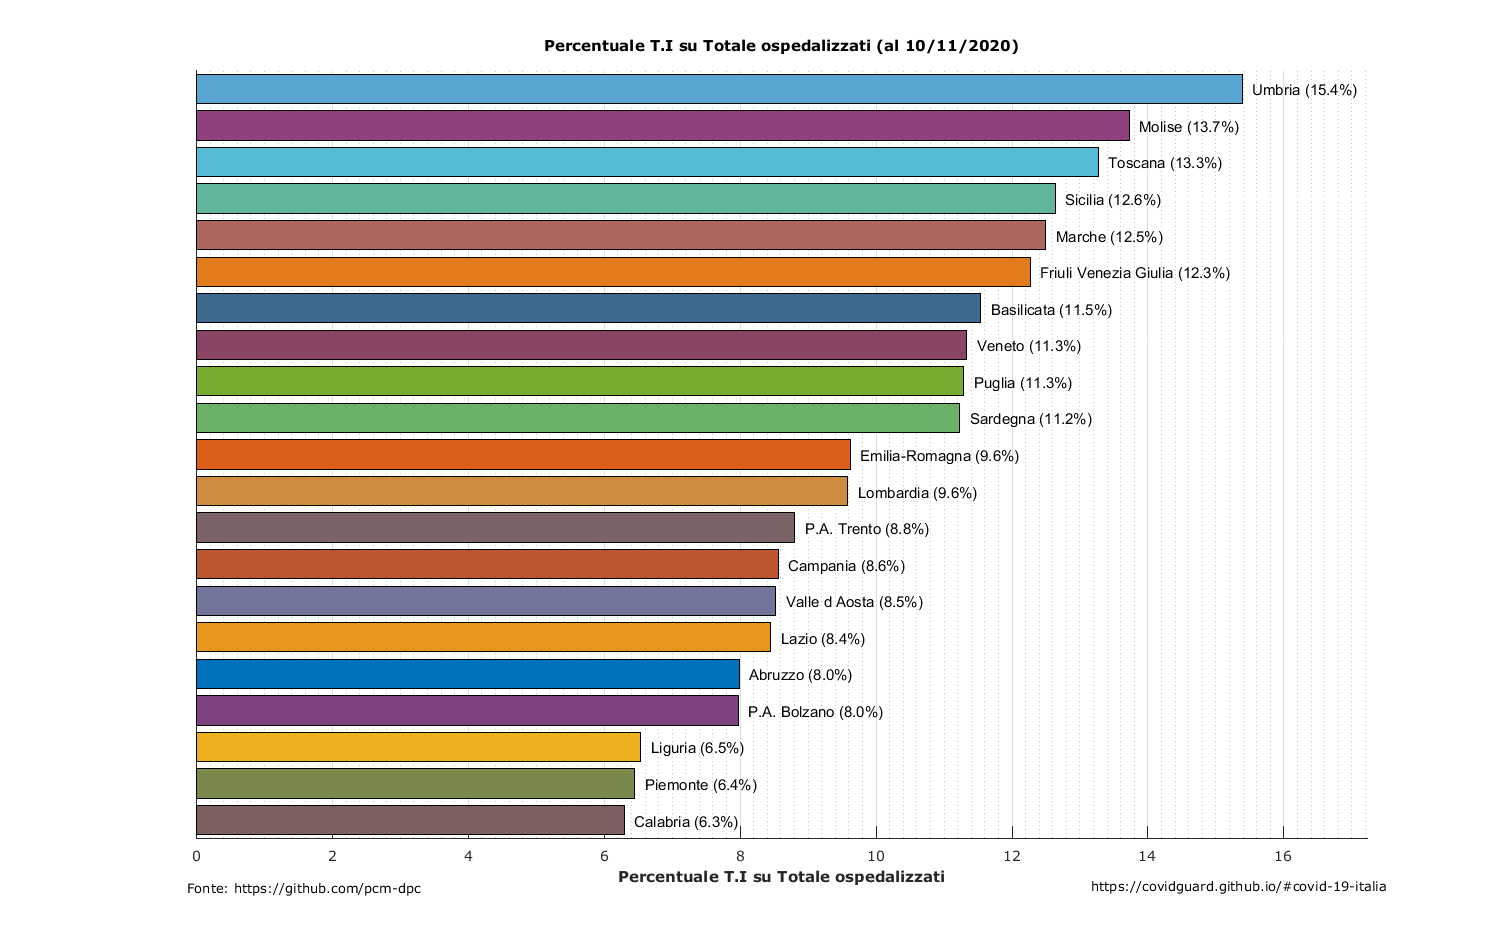 Percentuale T.I su Totale ospedalizzati (al 10/11/2020)
Umbria (15.4%)
Molise (13.7%)
Toscana (13.3%)
Sicilia (12.6%)
Marche (12.5%)
Friuli Venezia Giulia (12.3%)
Basilicata (11.5%)
Veneto (11.3%)
Puglia (11.3%)
Sardegna (11.2%)
Emilia-Romagna (9.6%)
Lombardia (9.6%)
P.A. Trento (8.8%)
Campania (8.6%)
Valle d Aosta (8.5%)
Lazio (8.4%)
Abruzzo (8.0%)
P.A. Bolzano (8.0%)
Liguria (6.5%)
Piemonte (6.4%)
Calabria (6.3%)
0 2 4 6 8 10 12 14 16
Percentuale T.I su Totale ospedalizzati
Fonte: https://github.com/pcm-dpc
https://covidguard.github.io/#covid-19-italia